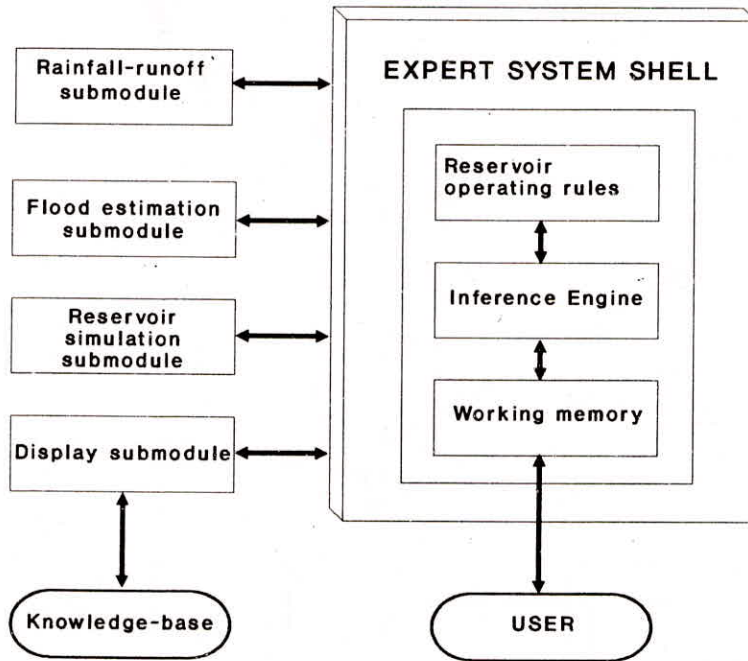 Rainfall-runoff
submodule
EXPERT SYSTEM SHELL
Reservoir
operating rules
Flood estimation
submodule
Inference Engine
Reservoir
simulation
submodule
Working memory
Display submodule
Knowledge-base
USER